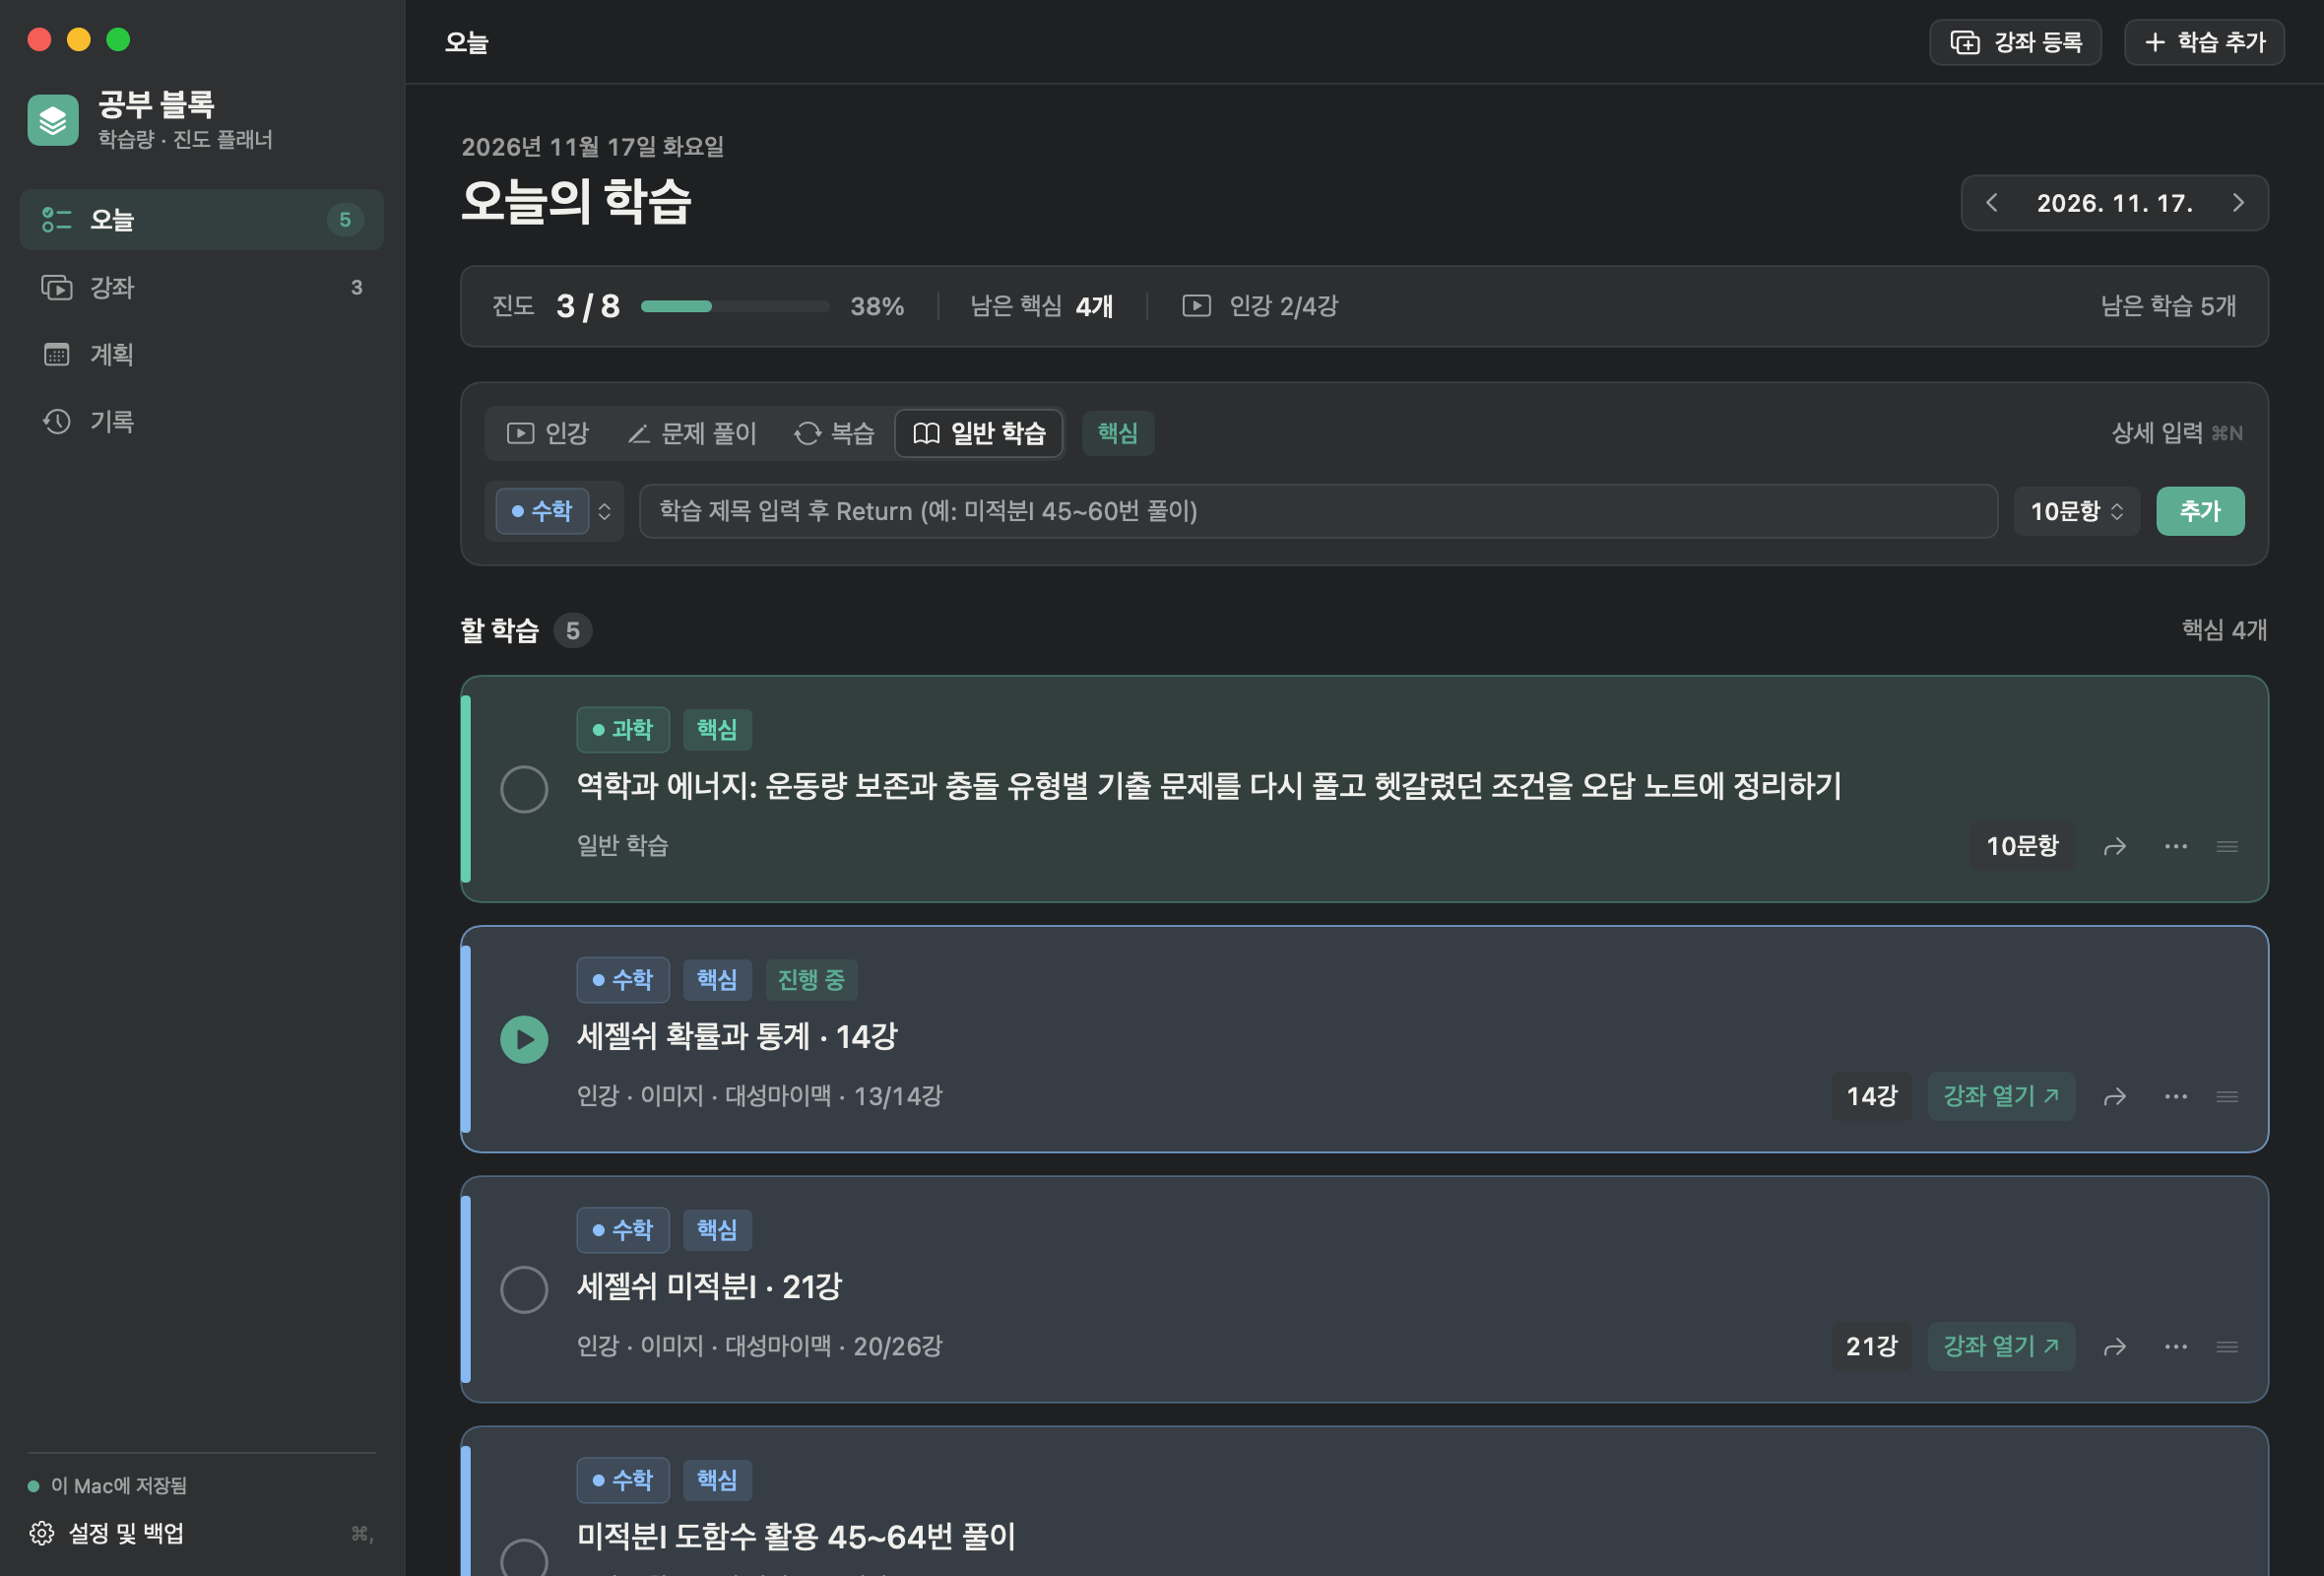 공부 블록
학습량 · 진도 플래너
오늘 5
강좌 3
계획
기록
이 Mac에 저장됨
설정 및 백업 ⌘,
오늘
강좌 등록
+ 학습 추가
2026년 11월 17일 화요일
오늘의 학습
2026. 11. 17.
진도 3 / 8 38% 남은 핵심 4개 인강 2/4강 남은 학습 5개
인강 문제 풀이 복습 일반 학습 핵심 상세 입력 ⌘N
수학 학습 제목 입력 후 Return (예: 미적분I 45~60번 풀이) 10문항 추가
할 학습 5 핵심 4개
과학 핵심
역학과 에너지: 운동량 보존과 충돌 유형별 기출 문제를 다시 풀고 헷갈렸던 조건을 오답 노트에 정리하기
일반 학습 10문항
수학 핵심 진행 중
세젤쉬 확률과 통계 · 14강
인강 · 이미지 · 대성마이맥 · 13/14강 14강 강좌 열기 ↗
수학 핵심
세젤쉬 미적분I · 21강
인강 · 이미지 · 대성마이맥 · 20/26강 21강 강좌 열기 ↗
수학 핵심
미적분I 도함수 활용 45~64번 풀이